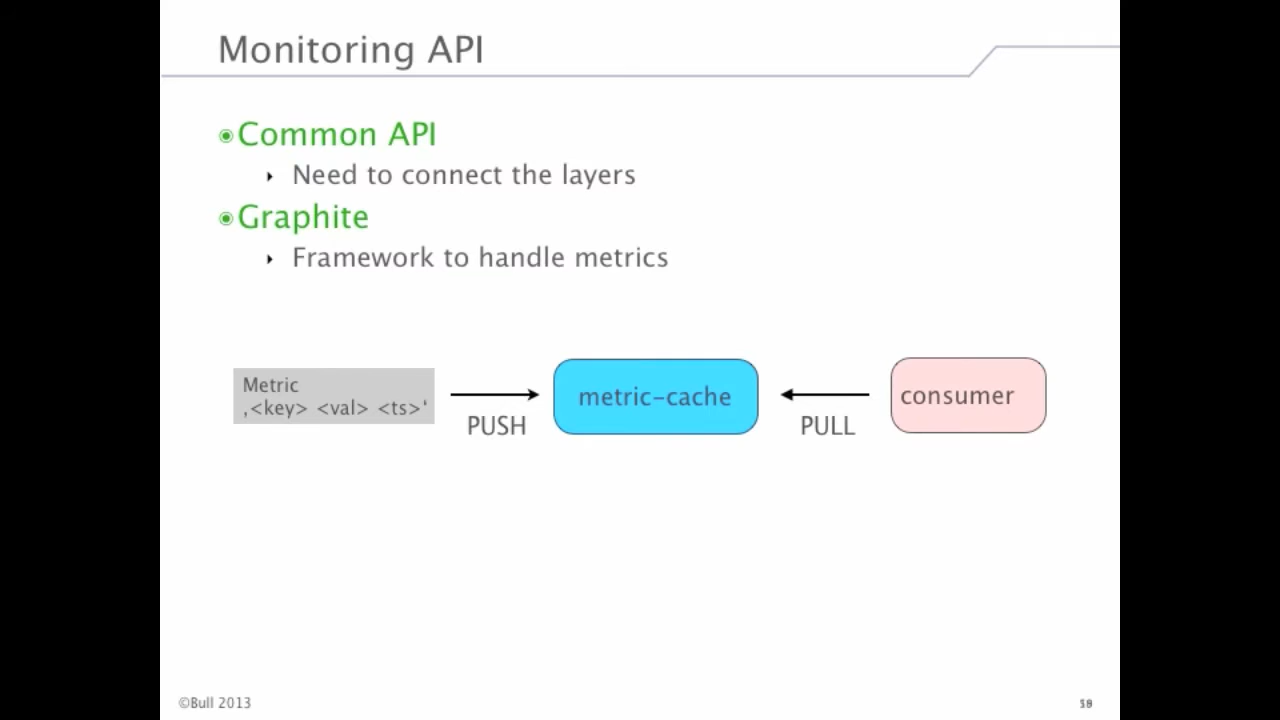 Monitoring API
Common API
Need to connect the layers
Graphite
Framework to handle metrics
Metric
‚<key> <val> <ts>‘
PUSH
metric-cache
PULL
consumer
©Bull 2013